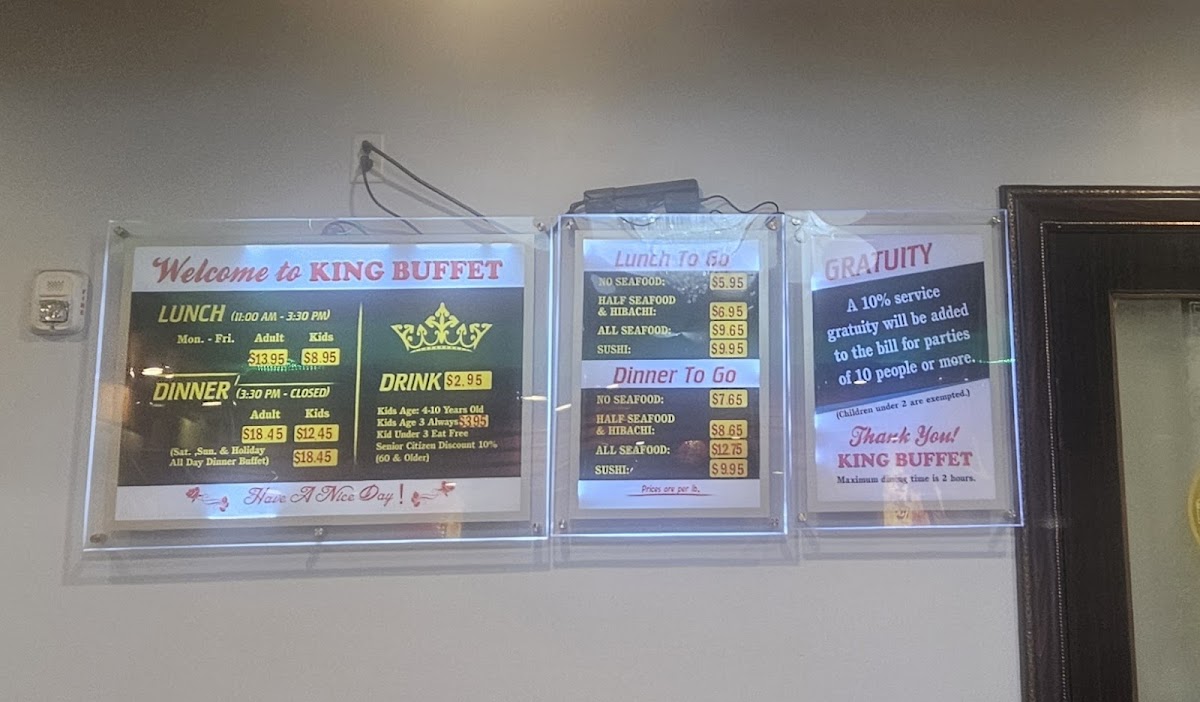 Welcome to KING BUFFET
LUNCH (11:00 AM - 3:30 PM)
Mon. - Fri. Adult Kids
$13.95 $8.95
DINNER (3:30 PM - CLOSED)
Adult Kids
$18.45 $12.45
(Sat. ,Sun. & Holiday
All Day Dinner Buffet) $18.45
DRINK $2.95
Kids Age: 4-10 Years Old
Kids Age 3 Always $3.95
Kid Under 3 Eat Free
Senior Citizen Discount 10%
(60 & Older)
Have A Nice Day !
Lunch To Go
NO SEAFOOD: $5.95
HALF SEAFOOD
& HIBACHI: $6.95
ALL SEAFOOD: $9.65
SUSHI: $9.95
Dinner To Go
NO SEAFOOD: $7.65
HALF SEAFOOD
& HIBACHI: $8.65
ALL SEAFOOD: $12.75
SUSHI: $9.95
Prices are per lb.
GRATUITY
A 10% service
gratuity will be added
to the bill for parties
of 10 people or more.
(Children under 2 are exempted.)
Thank You!
KING BUFFET
Maximum dining time is 2 hours.
FIRE